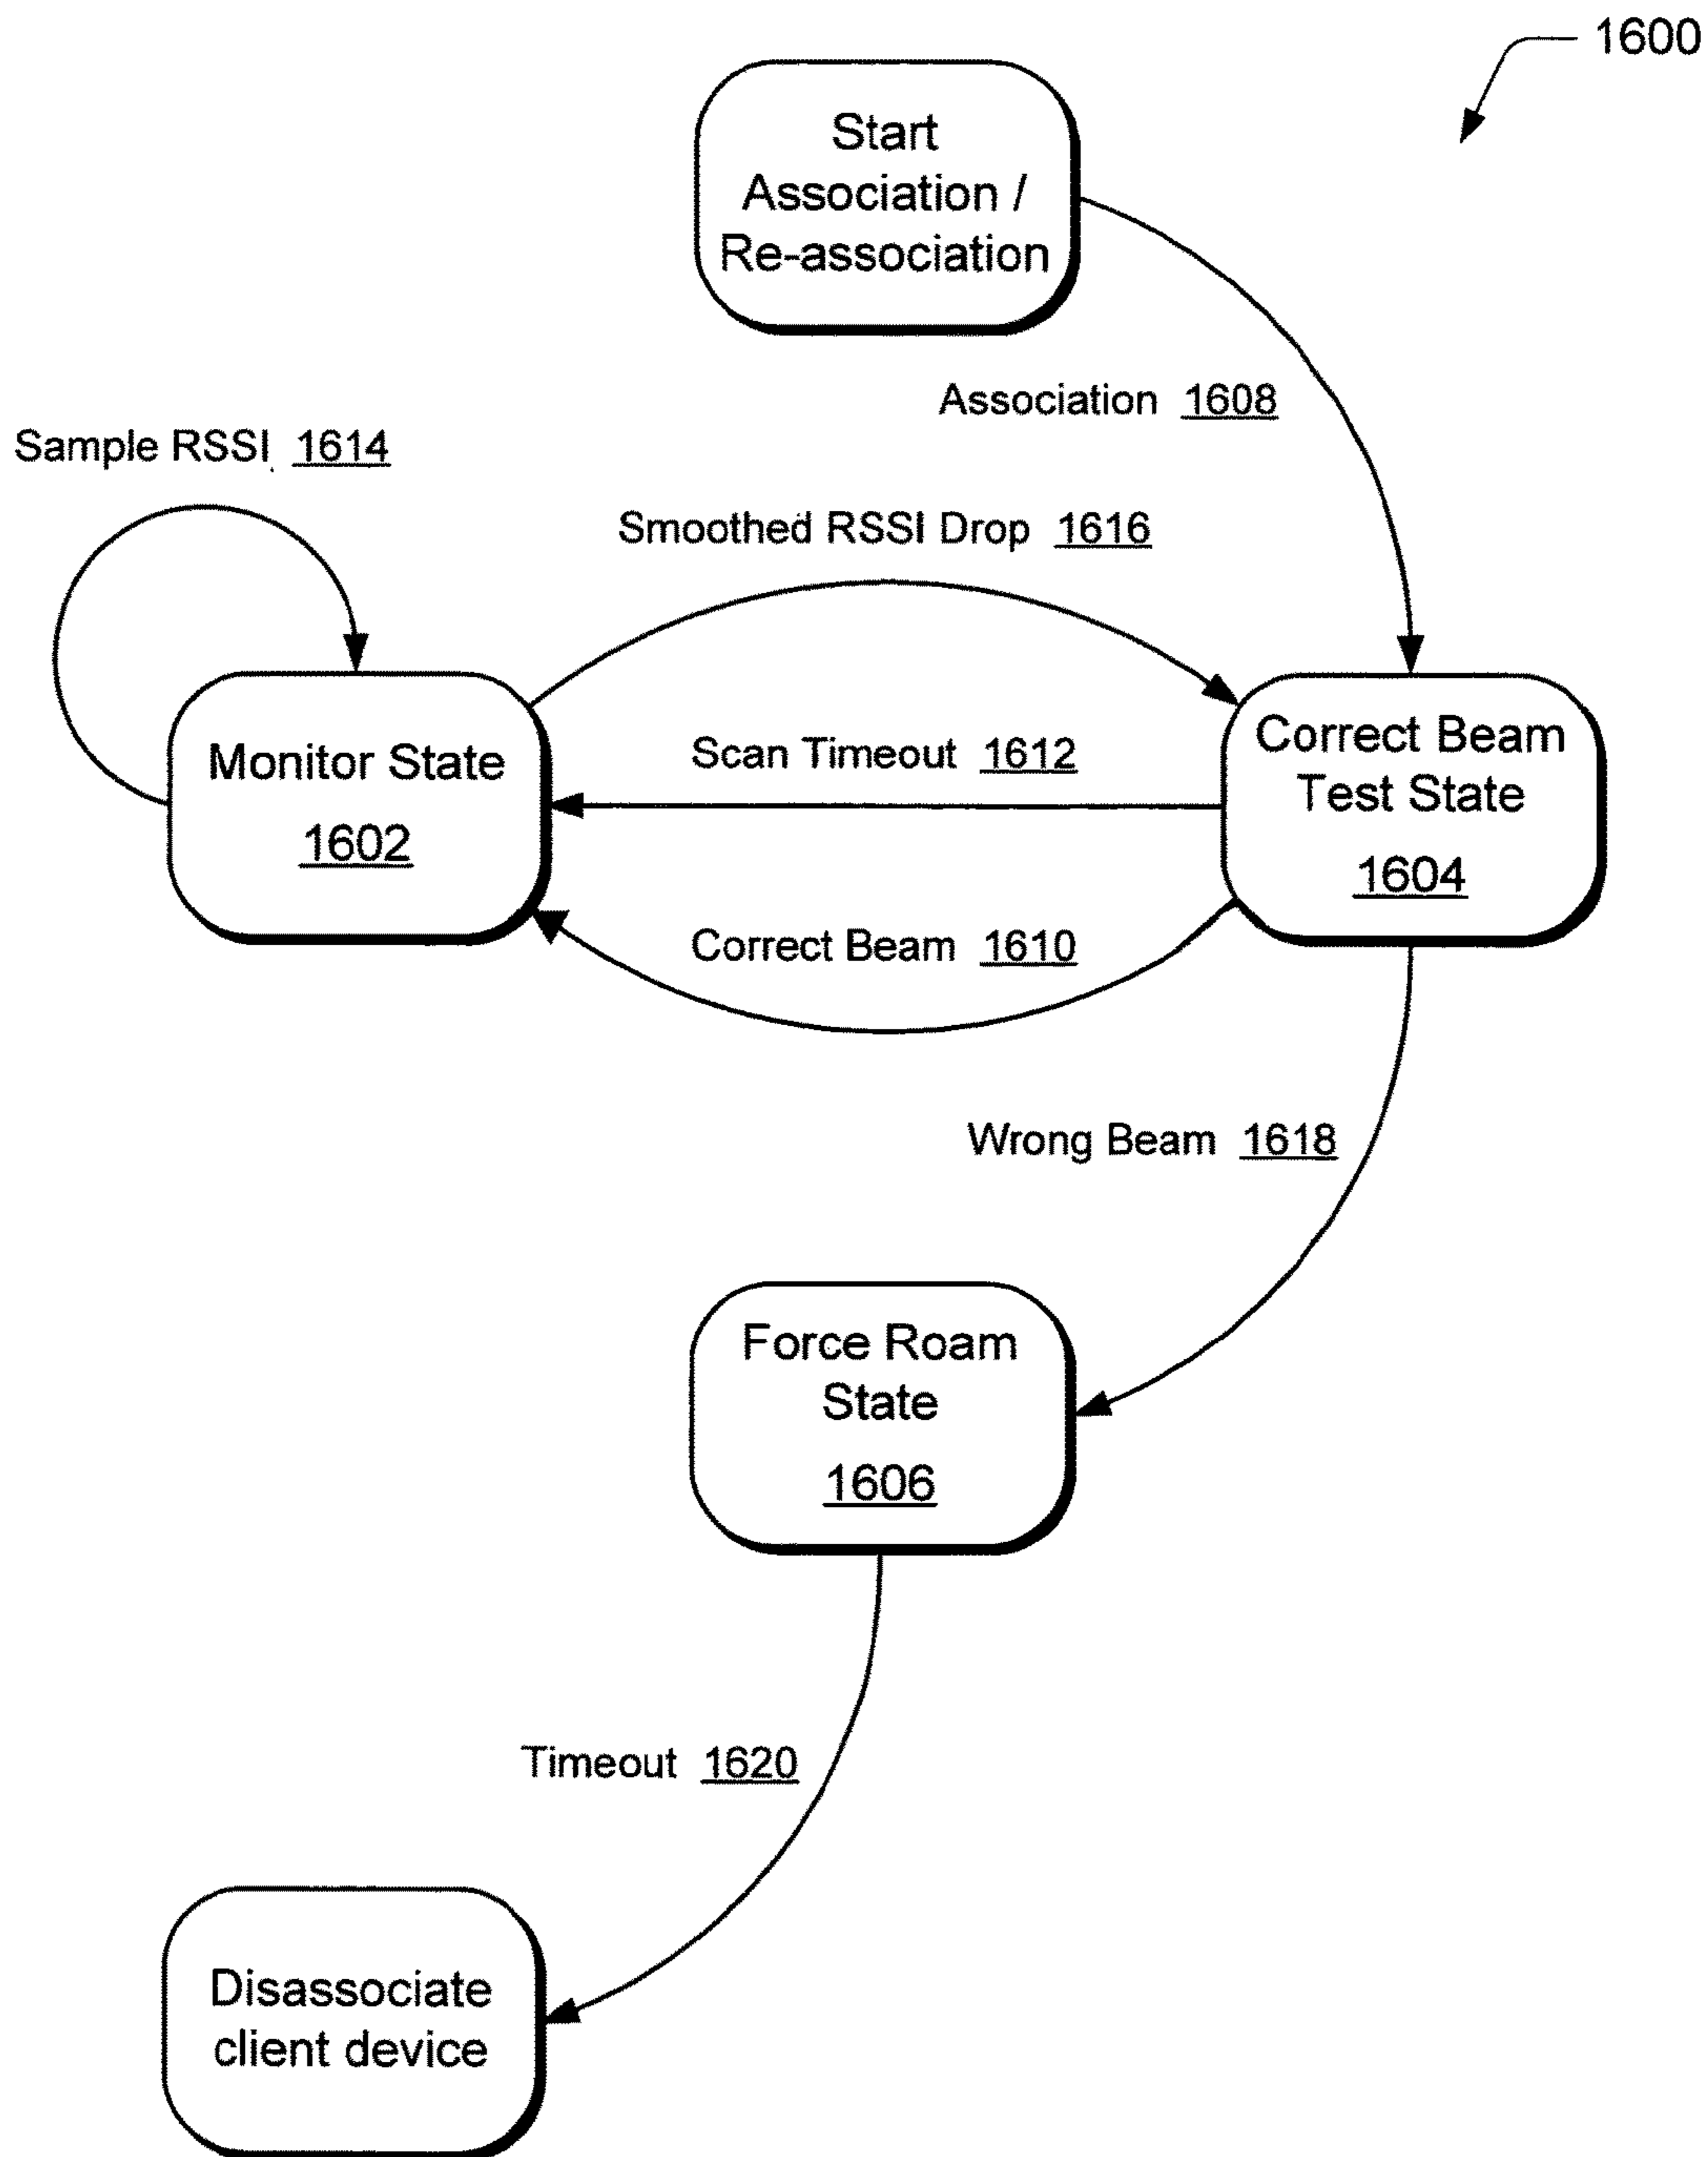 1600
Start
Association /
Re-association
Association 1608
Sample RSSI 1614
Smoothed RSSI Drop 1616
Monitor State
1602
Scan Timeout 1612
Correct Beam
Test State
1604
Correct Beam 1610
Wrong Beam 1618
Force Roam
State
1606
Timeout 1620
Disassociate
client device